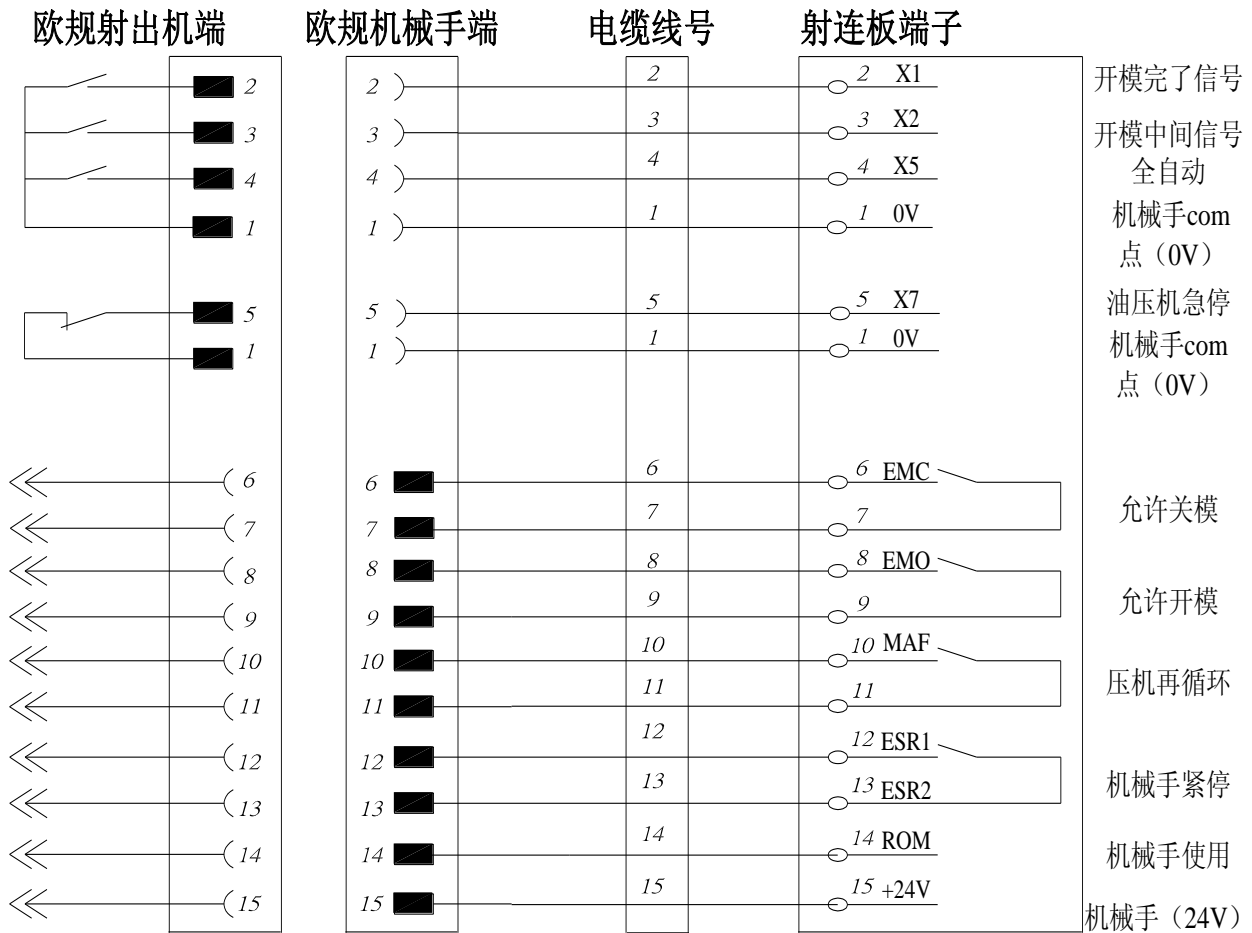 欧规射出机端 欧规机械手端 电缆线号 射连板端子
2 2 2 2 X1 开模完了信号
3 3 3 3 X2 开模中间信号
4 4 4 4 X5 全自动
1 1 1 1 0V 机械手com
点（0V）
5 5 5 5 X7 油压机急停
1 1 1 1 0V 机械手com
点（0V）
6 6 6 6 EMC
允许关模
7 7 7 7
8 8 8 8 EMO
允许开模
9 9 9 9
10 10 10 10 MAF
压机再循环
11 11 11 11
12 12 12 12 ESR1
机械手紧停
13 13 13 13 ESR2
14 14 14 14 ROM 机械手使用
15 15 15 15 +24V
机械手（24V）